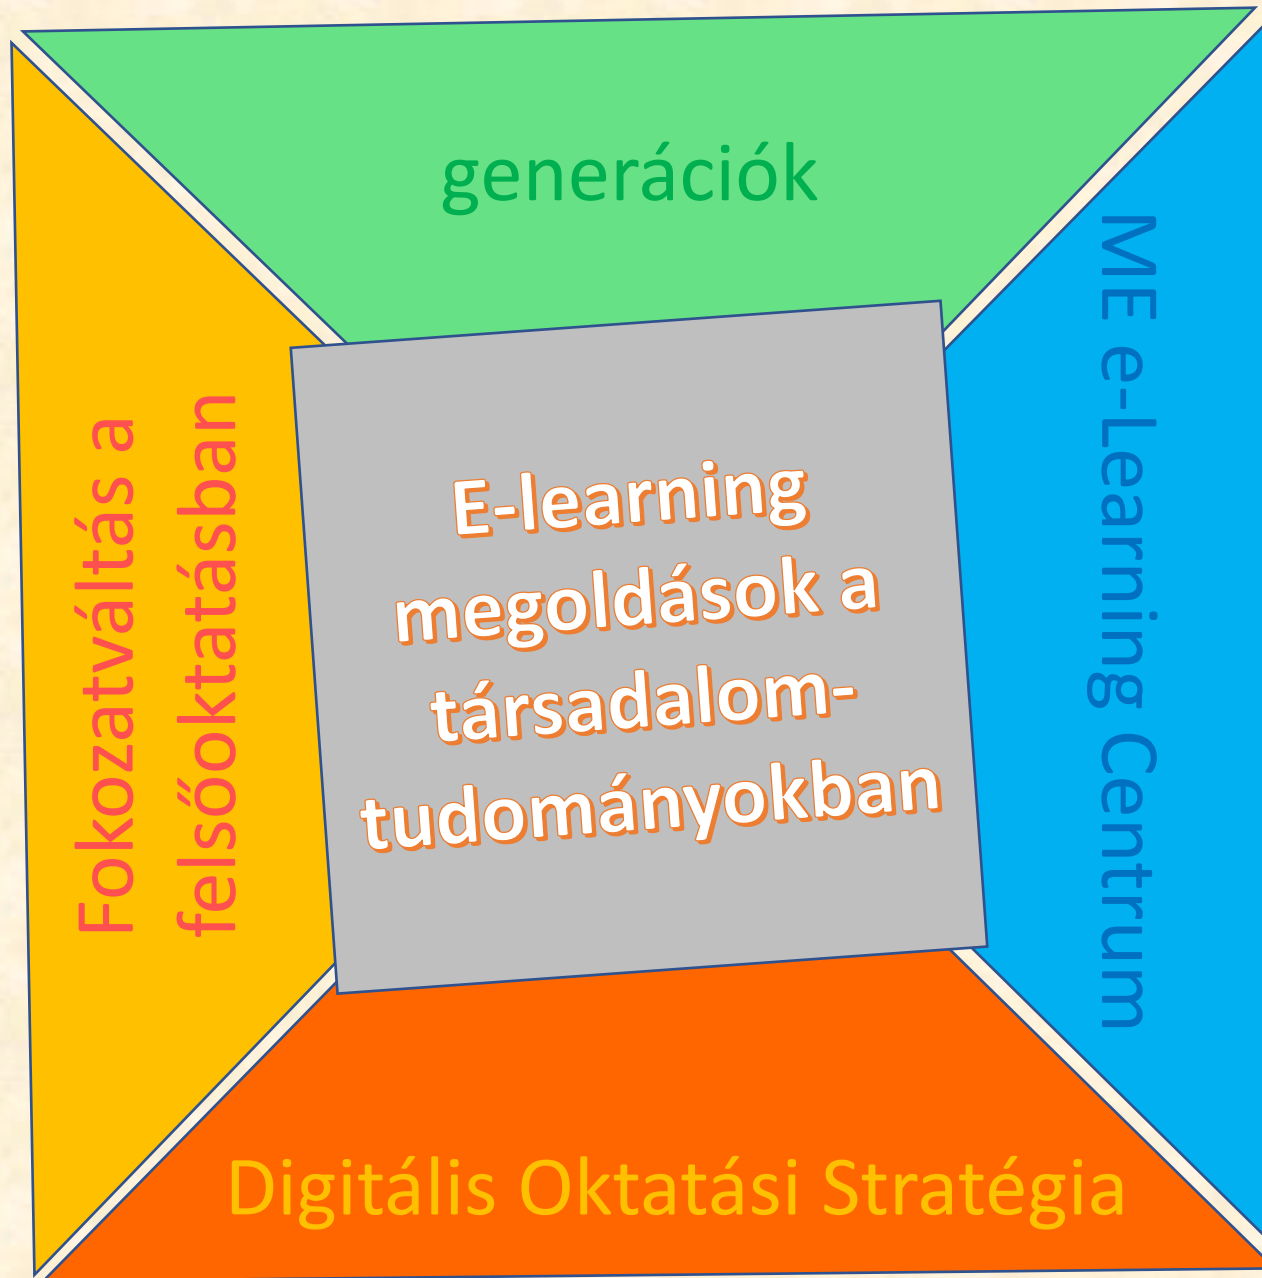 generációk
Fokozatváltás a
felsőoktatásban
E-learning
megoldások a
társadalom-
tudományokban
ME e-Learning Centrum
Digitális Oktatási Stratégia